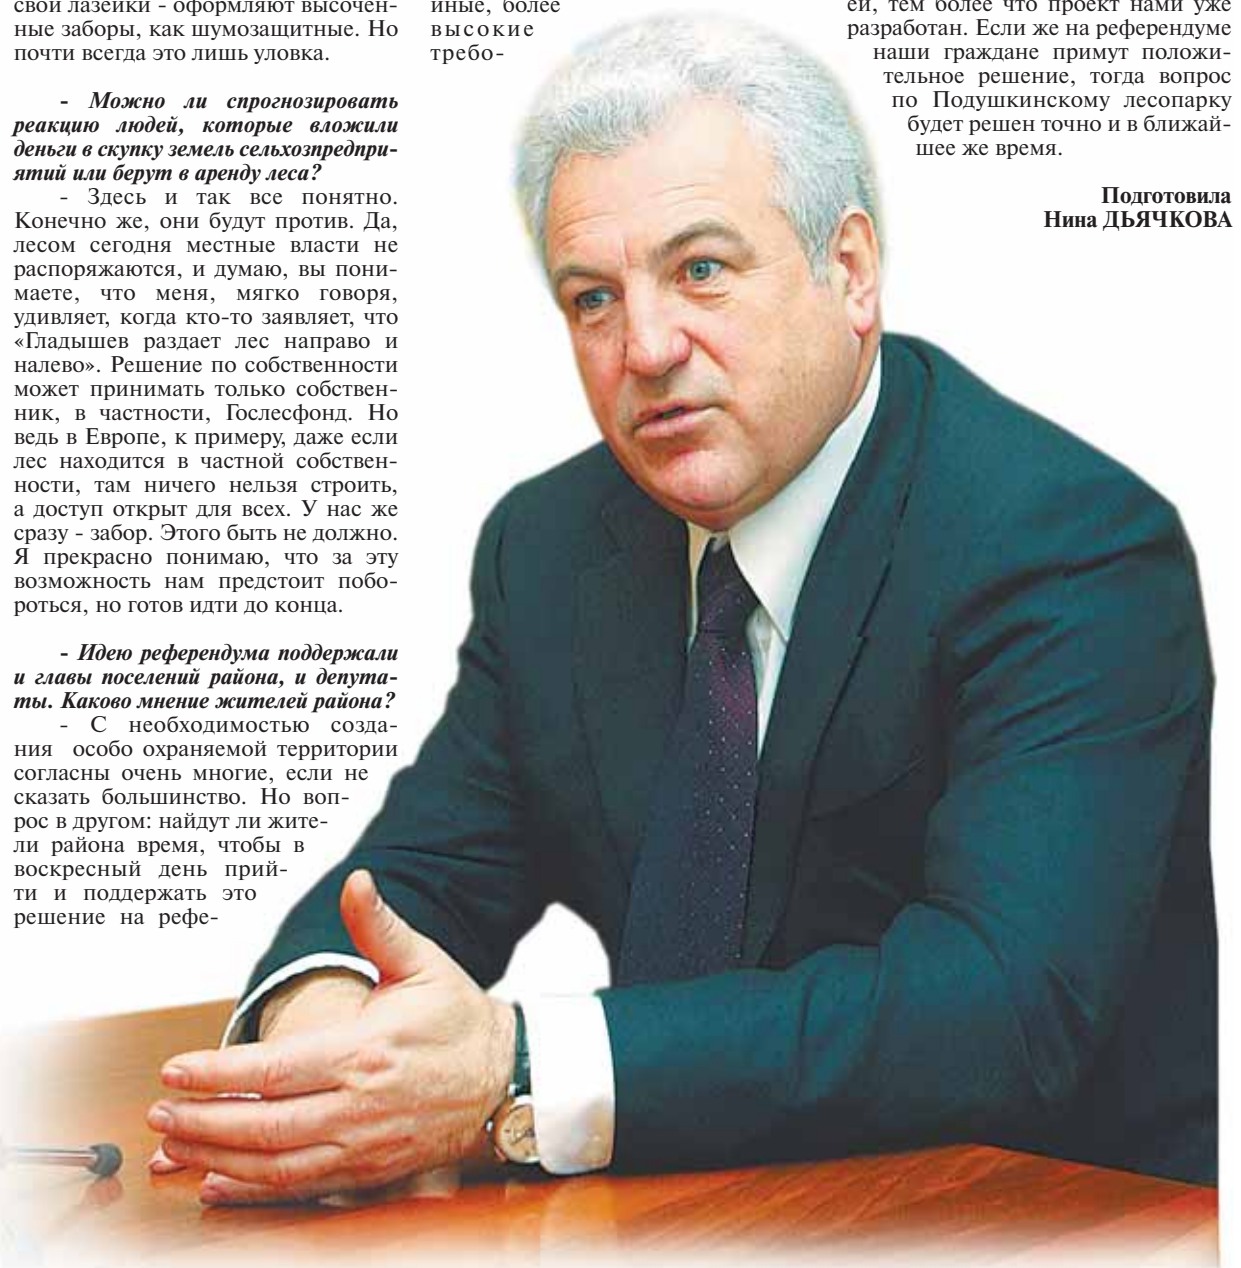 свои лазейки - оформляют высочен-
ные заборы, как шумозащитные. Но
почти всегда это лишь уловка.
- Можно ли спрогнозировать
реакцию людей, которые вложили
деньги в скупку земель сельхозпредпри-
ятий или берут в аренду леса?
- Здесь и так все понятно.
Конечно же, они будут против. Да,
лесом сегодня местные власти не
распоряжаются, и думаю, вы пони-
маете, что меня, мягко говоря,
удивляет, когда кто-то заявляет, что
«Гладышев раздает лес направо и
налево». Решение по собственности
может принимать только собствен-
ник, в частности, Гослесфонд. Но
ведь в Европе, к примеру, даже если
лес находится в частной собствен-
ности, там ничего нельзя строить,
а доступ открыт для всех. У нас же
сразу - забор. Этого быть не должно.
Я прекрасно понимаю, что за эту
возможность нам предстоит побо-
роться, но готов идти до конца.
- Идею референдума поддержали
и главы поселений района, и депута-
ты. Каково мнение жителей района?
- С необходимостью созда-
ния особо охраняемой территории
согласны очень многие, если не
сказать большинство. Но воп-
рос в другом: найдут ли жите-
ли района время, чтобы в
воскресный день прий-
ти и поддержать это
решение на рефе-
иные, более
высокие
требо-
ей, тем более что проект нами уже
разработан. Если же на референдуме
наши граждане примут положи-
тельное решение, тогда вопрос
по Подушкинскому лесопарку
будет решен точно и в ближай-
шее же время.
Подготовила
Нина ДЬЯЧКОВА